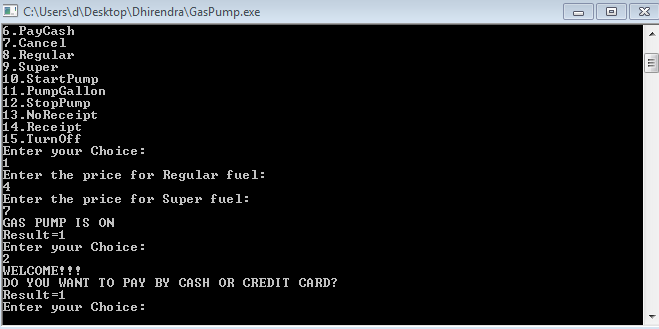 C:\Users\d\Desktop\Dhirendra\GasPump.exe
6.PayCash
7.Cancel
8.Regular
9.Super
10.StartPump
11.PumpGallon
12.StopPump
13.NoReceipt
14.Receipt
15.TurnOff
Enter your Choice:
1
Enter the price for Regular fuel:
4
Enter the price for Super fuel:
7
GAS PUMP IS ON
Result=1
Enter your Choice:
2
WELCOME!!!
DO YOU WANT TO PAY BY CASH OR CREDIT CARD?
Result=1
Enter your Choice: